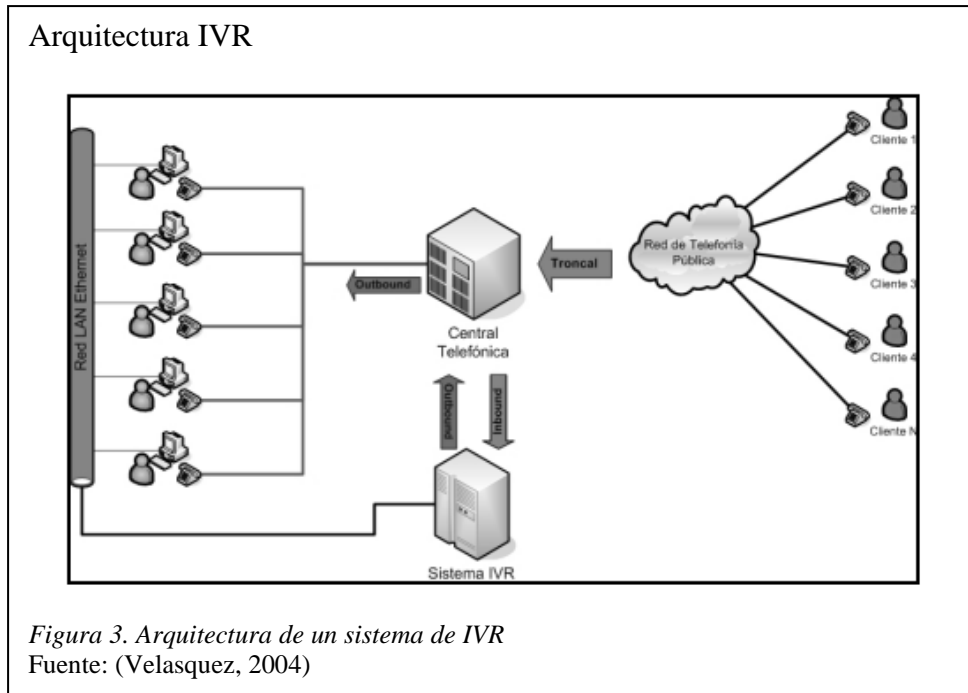 Arquitectura IVR
Red LAN Ethernet
Outbound
Central
Telefónica
Troncal
Red de Telefonía
Pública
Cliente 1
Cliente 2
Cliente 3
Cliente 4
Cliente N
Outbound
Inbound
Sistema IVR
Figura 3. Arquitectura de un sistema de IVR
Fuente: (Velasquez, 2004)